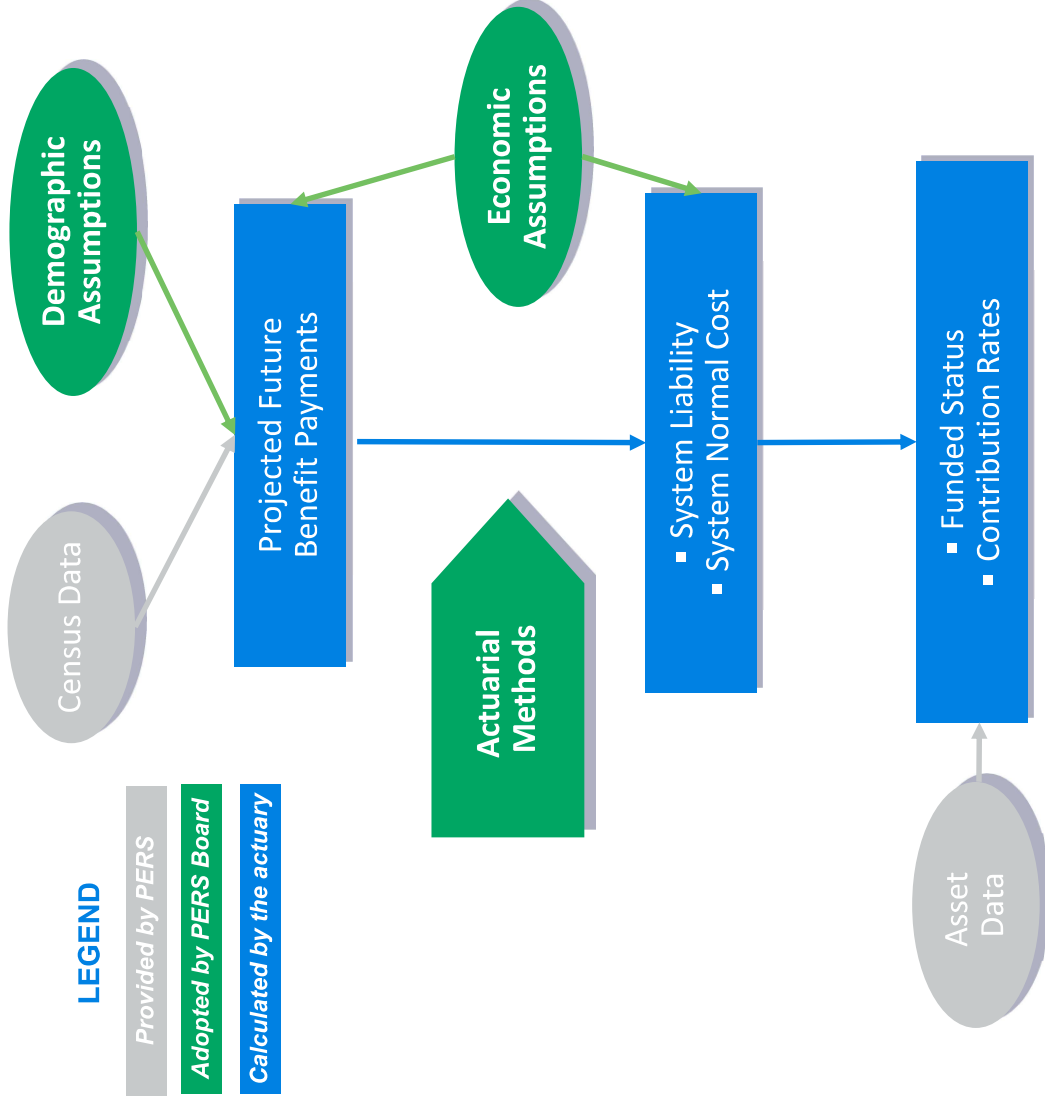 LEGEND
Provided by PERS
Adopted by PERS Board
Calculated by the actuary
Census Data
Demographic
Assumptions
Projected Future
Benefit Payments
Actuarial
Methods
Economic
Assumptions
▪ System Liability
▪ System Normal Cost
Asset
Data
▪ Funded Status
▪ Contribution Rates